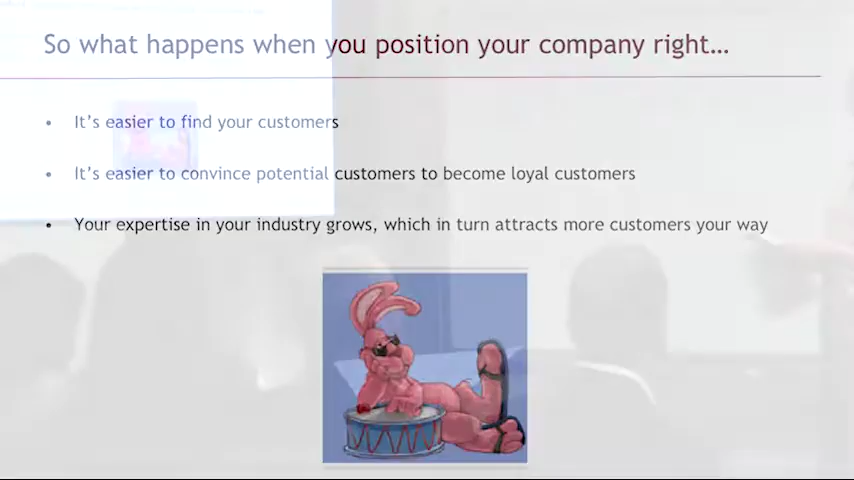 So what happens when you position your company right...
• It's easier to find your customers
• It's easier to convince potential customers to become loyal customers
• Your expertise in your industry grows, which in turn attracts more customers your way